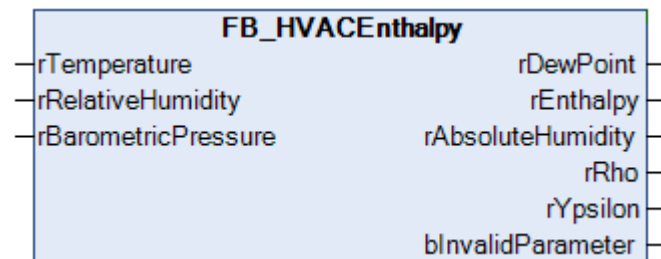 FB_HVACEnthalpy
rTemperature rDewPoint
rRelativeHumidity rEnthalpy
rBarometricPressure rAbsoluteHumidity
rRho
rYpsilon
bInvalidParameter